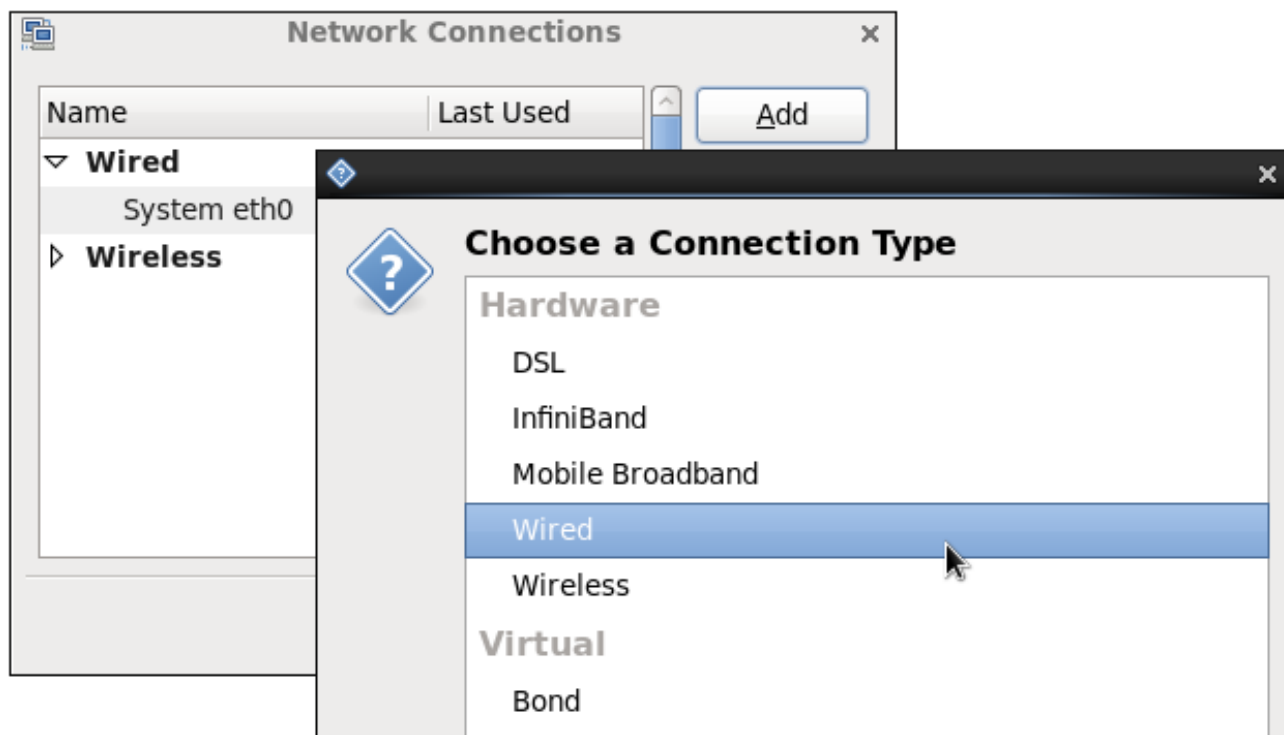 Network Connections
Name Last Used
Add
Wired
System eth0
Wireless
Choose a Connection Type
Hardware
DSL
InfiniBand
Mobile Broadband
Wired
Wireless
Virtual
Bond